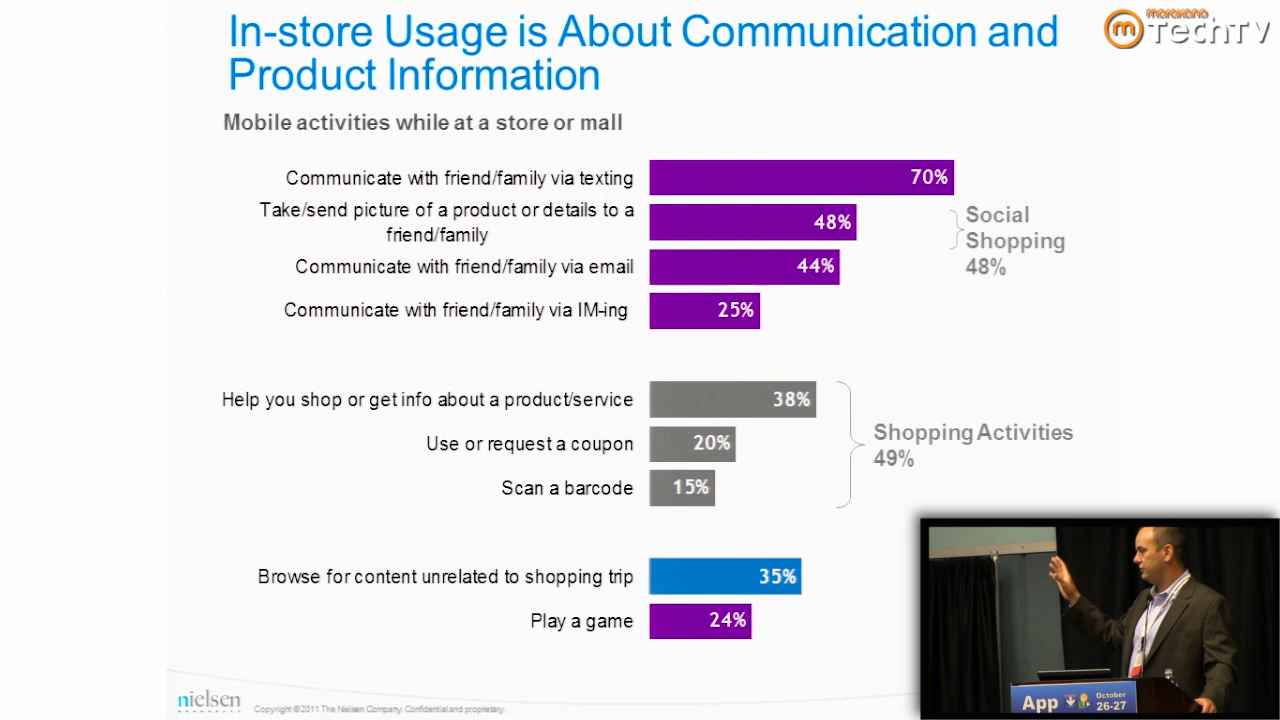 In-store Usage is About Communication and
Product Information
marakana
TechTV
Mobile activities while at a store or mall
Communicate with friend/family via texting
70%
Take/send picture of a product or details to a
friend/family
48%
Social
Shopping
48%
Communicate with friend/family via email
44%
Communicate with friend/family via IM-ing
25%
Help you shop or get info about a product/service
38%
Use or request a coupon
20%
Shopping Activities
49%
Scan a barcode
15%
Browse for content unrelated to shopping trip
35%
Play a game
24%
nielsen
Copyright ©2011 The Nielsen Company. Confidential and proprietary.
App
October
26-27